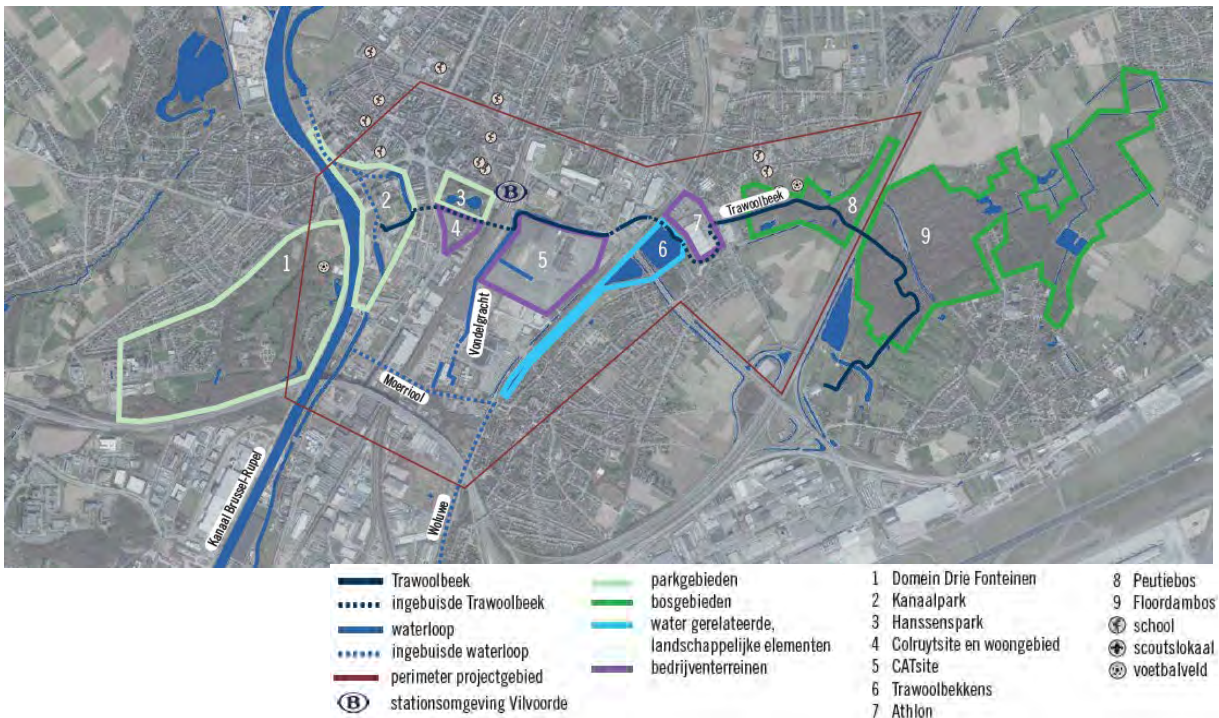 1
2
3
B
4
5
6
7
Trawoolbeek
8
9
Vondelgracht
Moerriool
Kanaal Brussel-Rupel
Woluwe
Trawoolbeek
ingebuisde Trawoolbeek
waterloop
ingebuisde waterloop
perimeter projectgebied
B stationsomgeving Vilvoorde
parkgebieden
bosgebieden
water gerelateerde,
landschappelijke elementen
bedrijventerreinen
1 Domein Drie Fonteinen
2 Kanaalpark
3 Hanssenspark
4 Colruytsite en woongebied
5 CATsite
6 Trawoolbekkens
7 Athlon
8 Peutiebos
9 Floordambos
school
scoutslokaal
voetbalveld